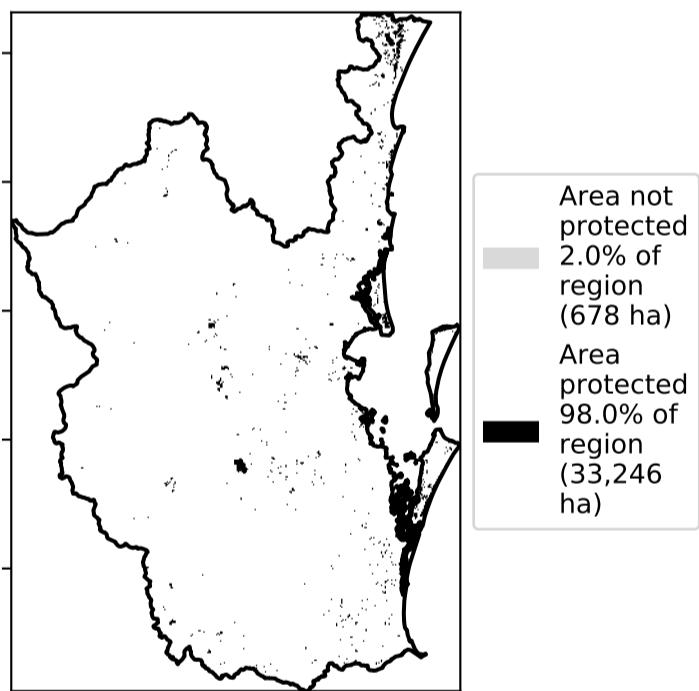 Area not
protected
2.0% of
region
(678 ha)
Area
protected
98.0% of
region
(33,246
ha)